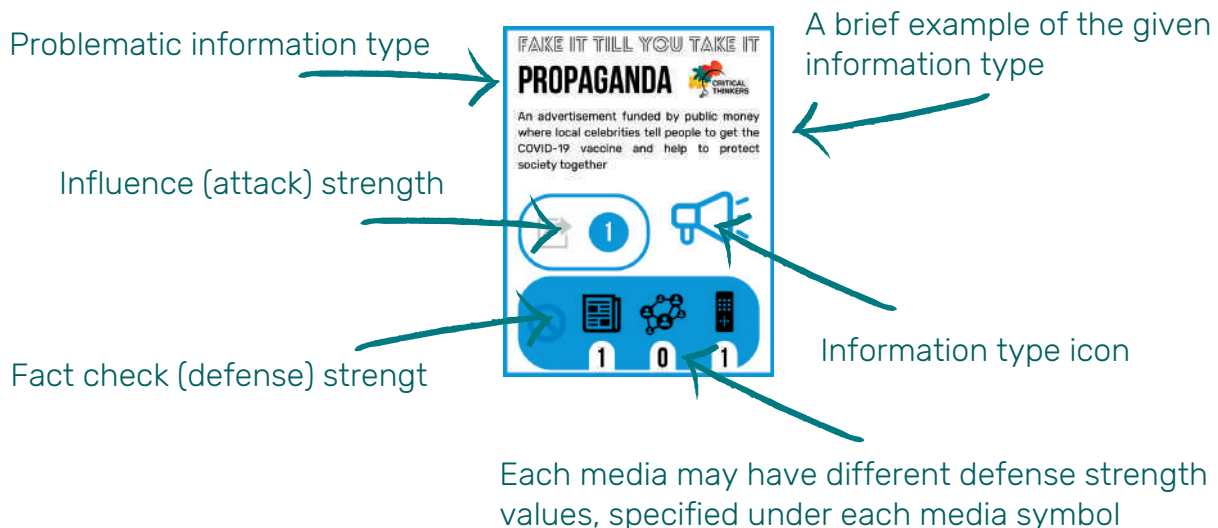 Problematic information type
FAKE IT TILL YOU TAKE IT
PROPAGANDA
CRITICAL
THINKERS
An advertisement funded by public money
where local celebrities tell people to get the
COVID-19 vaccine and help to protect
society together
A brief example of the given
information type
Influence (attack) strength
1
Information type icon
Fact check (defense) strengt
1 0 1
Each media may have different defense strength
values, specified under each media symbol